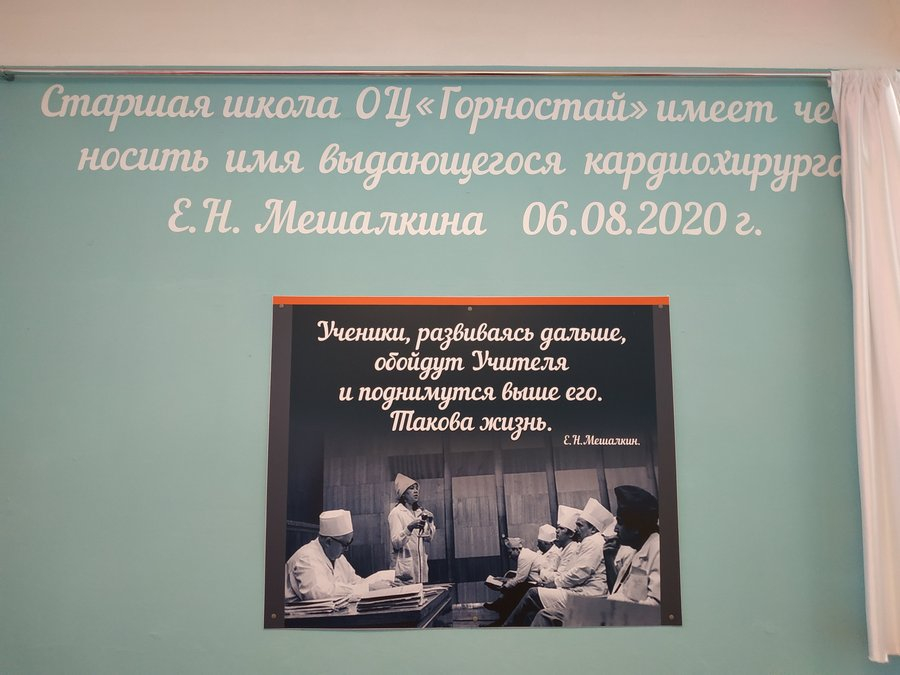 Старшая школа ОЦ «Горностай» имеет че
носить имя выдающегося кардиохирурга
Е.Н. Мешалкина 06.08.2020 г.
Ученики, развиваясь дальше,
обойдут Учителя
и поднимутся выше его.
Такова жизнь.
Е.Н.Мешалкин.